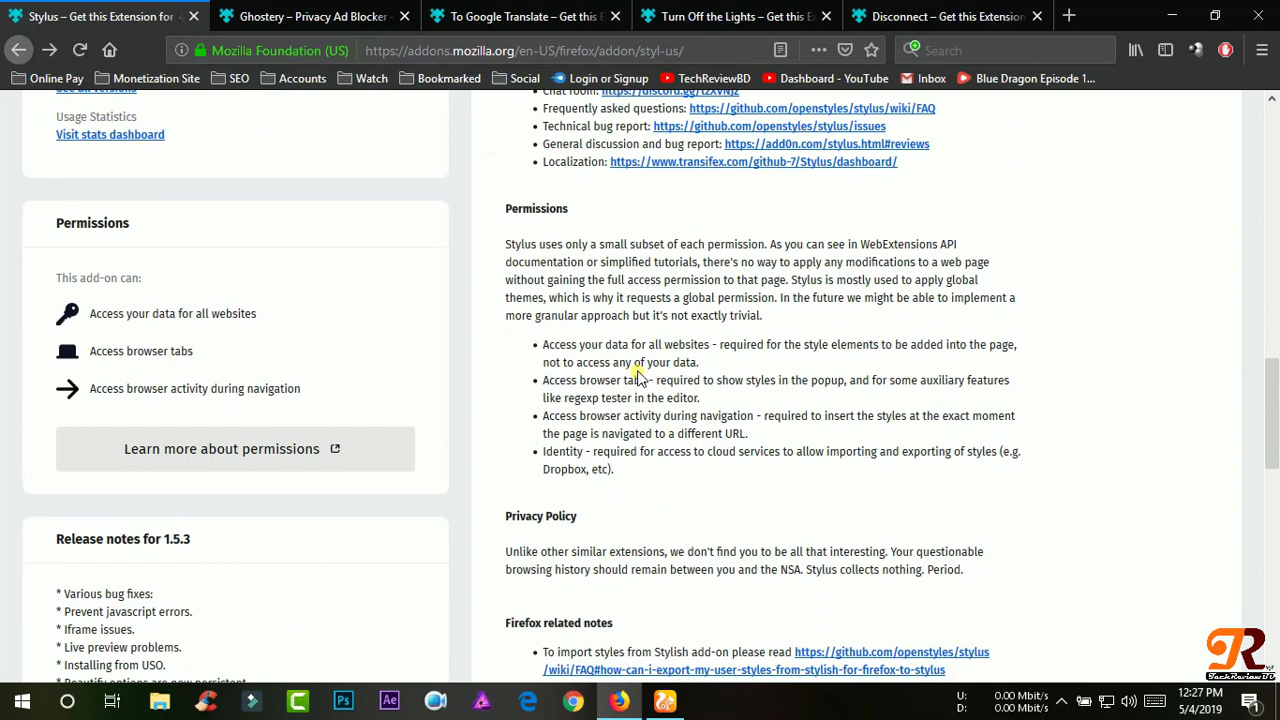 Stylus – Get this Extension for
Ghostery – Privacy Ad Blocker
To Google Translate – Get this
Turn Off the Lights – Get this E
Disconnect – Get this Extension
Mozilla Foundation (US)
https://addons.mozilla.org/en-US/firefox/addon/styl-us/
Search
Online Pay
Monetization Site
SEO
Accounts
Watch
Bookmarked
Social
Login or Signup
TechReviewBD
Dashboard - YouTube
Inbox
Blue Dragon Episode 1...
See all versions
Usage Statistics
Visit stats dashboard
Permissions
This add-on can:
Access your data for all websites
Access browser tabs
Access browser activity during navigation
Learn more about permissions
Release notes for 1.5.3
* Various bug fixes:
* Prevent javascript errors.
* Iframe issues.
* Live preview problems.
* Installing from USO.
* Beautify options are now persistent
Chat room:
Frequently asked questions: https://github.com/openstyles/stylus/wiki/FAQ
Technical bug report: https://github.com/openstyles/stylus/issues
General discussion and bug report: https://add0n.com/stylus.html#reviews
Localization: https://www.transifex.com/github-7/Stylus/dashboard/
Permissions
Stylus uses only a small subset of each permission. As you can see in WebExtensions API
documentation or simplified tutorials, there's no way to apply any modifications to a web page
without gaining the full access permission to that page. Stylus is mostly used to apply global
themes, which is why it requests a global permission. In the future we might be able to implement a
more granular approach but it's not exactly trivial.
Access your data for all websites - required for the style elements to be added into the page,
not to access any of your data.
Access browser tabs - required to show styles in the popup, and for some auxiliary features
like regexp tester in the editor.
Access browser activity during navigation - required to insert the styles at the exact moment
the page is navigated to a different URL.
Identity - required for access to cloud services to allow importing and exporting of styles (e.g.
Dropbox, etc).
Privacy Policy
Unlike other similar extensions, we don't find you to be all that interesting. Your questionable
browsing history should remain between you and the NSA. Stylus collects nothing. Period.
Firefox related notes
To import styles from Stylish add-on please read https://github.com/openstyles/stylus
/wiki/FAQ#how-can-i-export-my-user-styles-from-stylish-for-firefox-to-stylus
TR
TechReviewBD
U: 0.00 Mbit/s
D: 0.00 Mbit/s
12:27 PM
5/4/2019